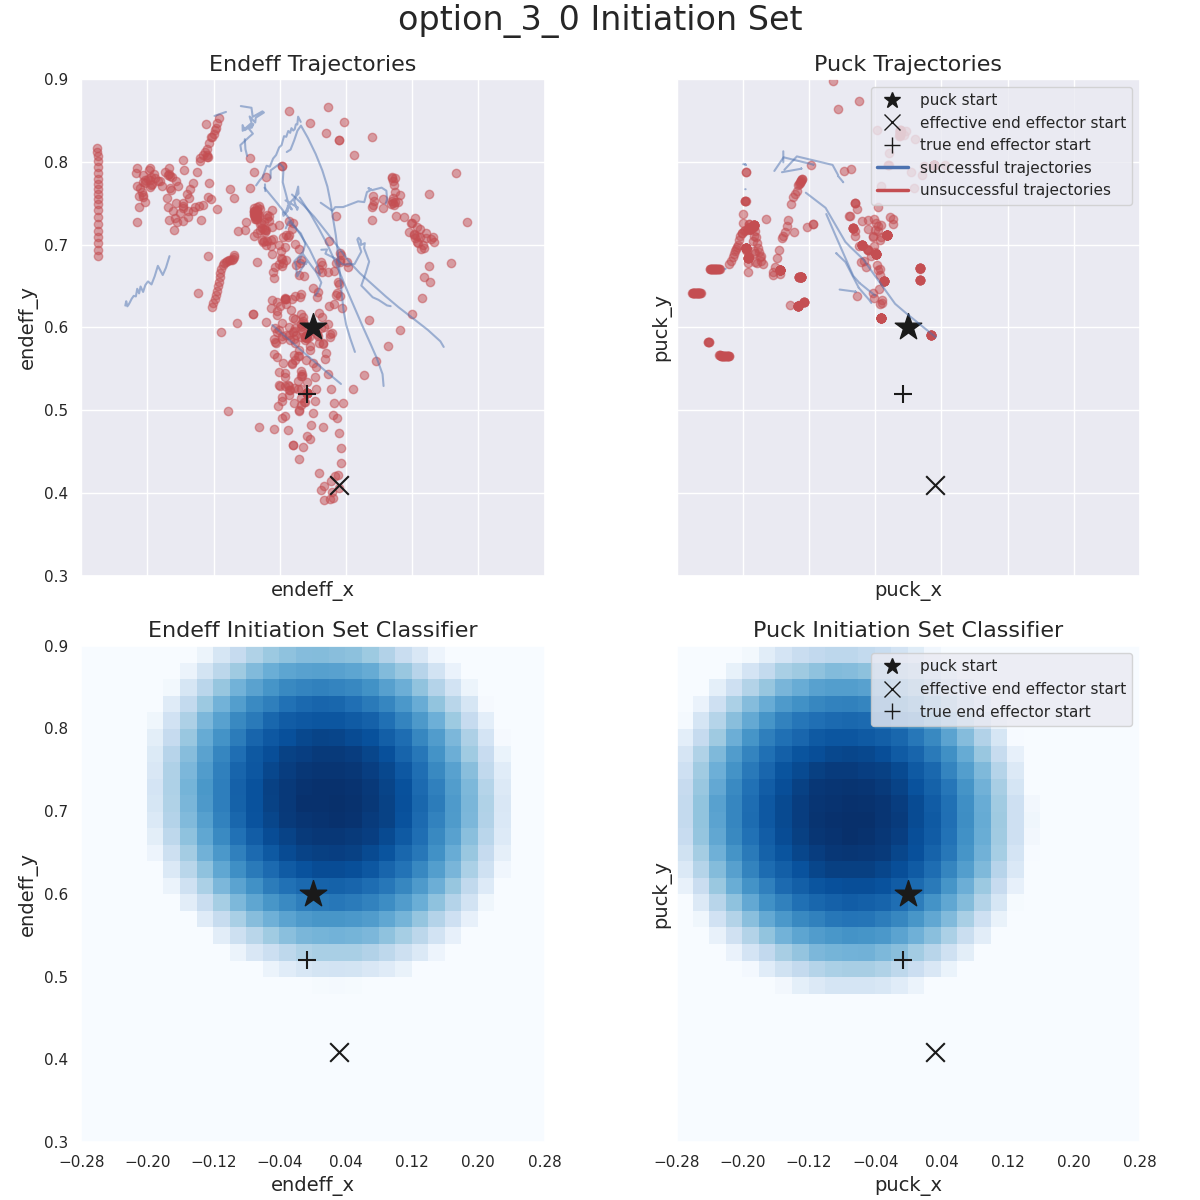 option_3_0 Initiation Set
Endeff Trajectories
Puck Trajectories
0.9
0.8
0.7
0.6
0.5
0.4
0.3
endeff_y
endeff_x
puck_y
puck_x
puck start
effective end effector start
true end effector start
successful trajectories
unsuccessful trajectories
Endeff Initiation Set Classifier
Puck Initiation Set Classifier
0.9
0.8
0.7
0.6
0.5
0.4
0.3
endeff_y
−0.28 −0.20 −0.12 −0.04 0.04 0.12 0.20 0.28
endeff_x
puck_y
puck start
effective end effector start
true end effector start
−0.28 −0.20 −0.12 −0.04 0.04 0.12 0.20 0.28
puck_x